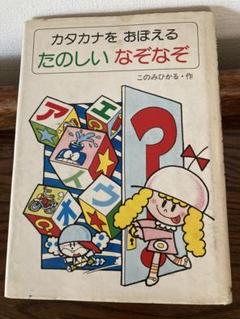 カタカナを おぼえる
たのしい なぞなぞ
このみひかる・作
ア
エ
イ
ウ
オ
?